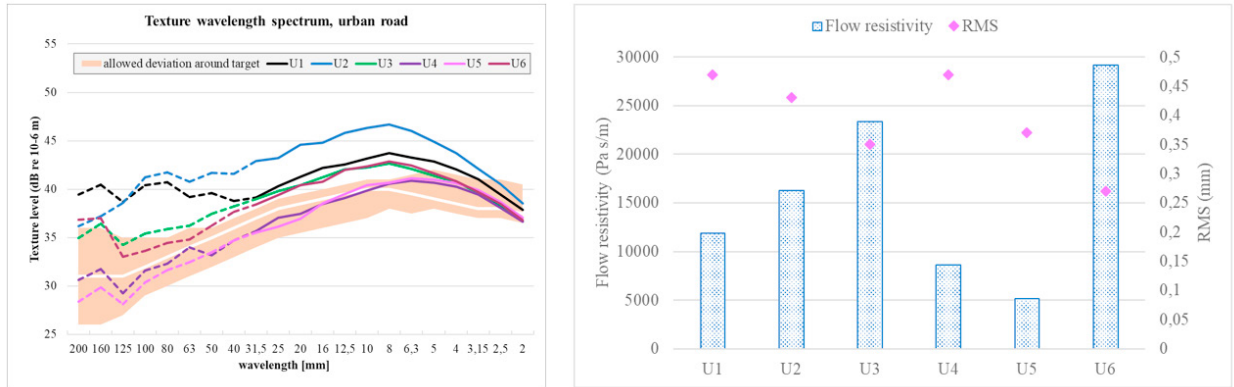 Texture wavelength spectrum, urban road
55
50
45
40
35
30
25
Texture level (dB re 10-6 m)
allowed deviation around target U1 U2 U3 U4 U5 U6
200 160 125 100 80 63 50 40 31,5 25 20 16 12,5 10 8 6,3 5 4 3,15 2,5 2
wavelength [mm]
Flow resistivity RMS
30000
25000
20000
15000
10000
5000
0
Flow resistivity (Pa s/m)
0,5
0,45
0,4
0,35
0,3
0,25
0,2
0,15
0,1
0,05
0
RMS (mm)
U1 U2 U3 U4 U5 U6